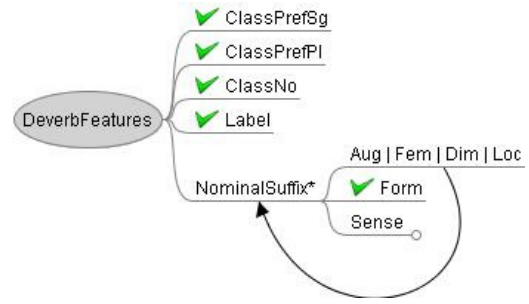 ClassPrefSg
ClassPrefPl
ClassNo
DeverbFeatures
Label
Aug | Fem | Dim | Loc
NominalSuffix*
Form
Sense